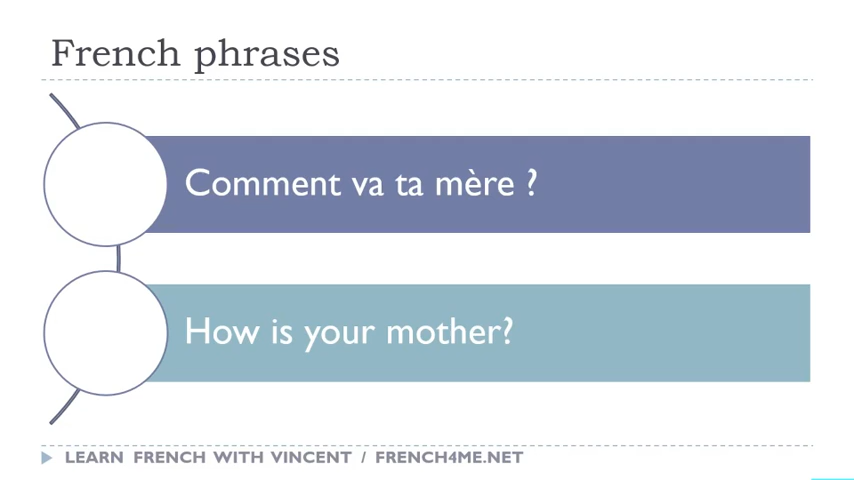 French phrases
Comment va ta mère ?
How is your mother?
LEARN FRENCH WITH VINCENT / FRENCH4ME.NET